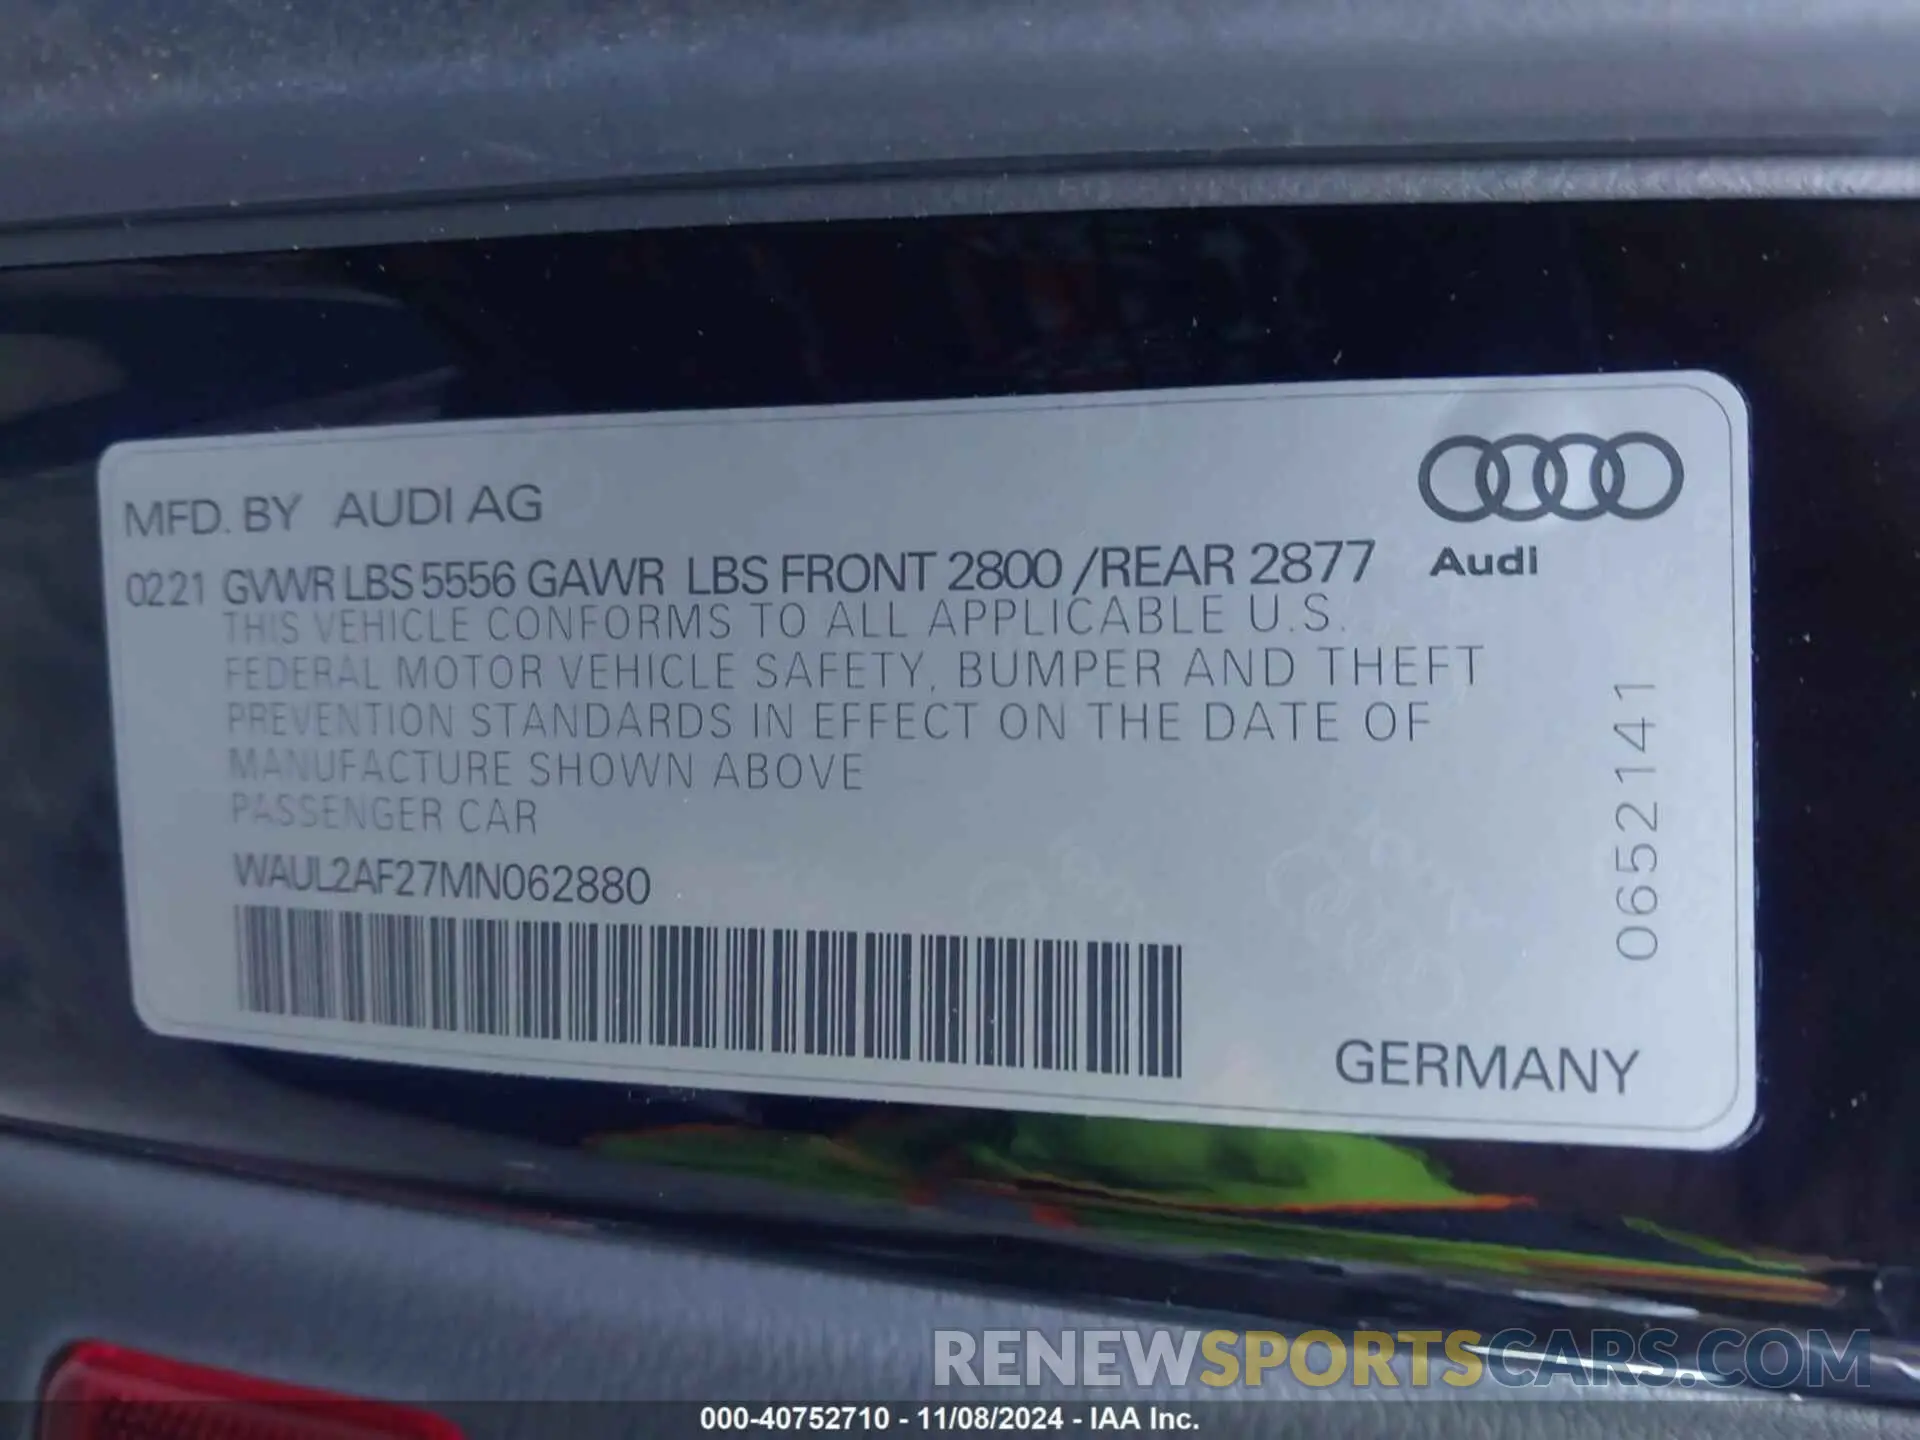 MFD. BY AUDI AG
Audi
0221 GVWR LBS 5556 GAWR LBS FRONT 2800 /REAR 2877
THIS VEHICLE CONFORMS TO ALL APPLICABLE U.S.
FEDERAL MOTOR VEHICLE SAFETY, BUMPER AND THEFT
PREVENTION STANDARDS IN EFFECT ON THE DATE OF
MANUFACTURE SHOWN ABOVE
PASSENGER CAR
WAUL2AF27MN062880
06521141
GERMANY
RENEWSPORTSCARS.COM
000-40752710 - 11/08/2024 - IAA Inc.